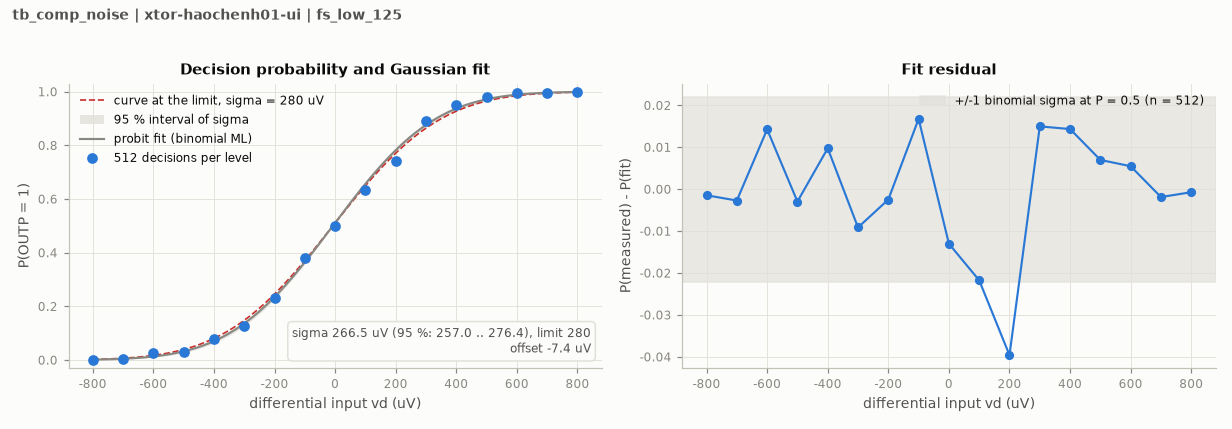 tb_comp_noise | xtor-haochenh01-ui | fs_low_125
Decision probability and Gaussian fit
curve at the limit, sigma = 280 uV
95 % interval of sigma
probit fit (binomial ML)
512 decisions per level
P(OUTP = 1)
1.0
0.8
0.6
0.4
0.2
0.0
sigma 266.5 uV (95 %: 257.0 .. 276.4), limit 280
offset -7.4 uV
-800 -600 -400 -200 0 200 400 600 800
differential input vd (uV)
Fit residual
+/-1 binomial sigma at P = 0.5 (n = 512)
P(measured) - P(fit)
0.02
0.01
0.00
-0.01
-0.02
-0.03
-0.04
-800 -600 -400 -200 0 200 400 600 800
differential input vd (uV)